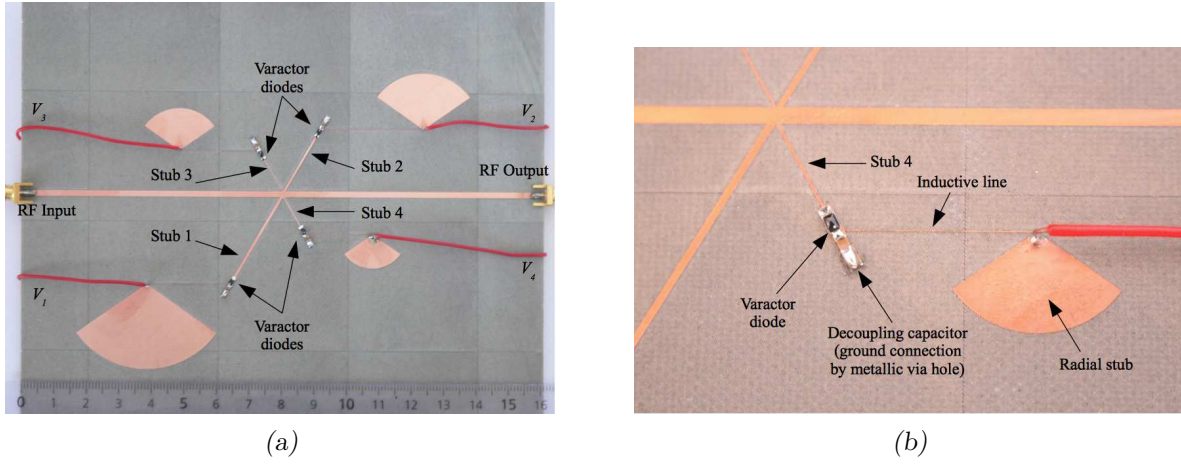 Varactor
diodes
V3
V2
Stub 2
Stub 3
RF Output
RF Input
Stub 4
Stub 1
V4
V1
Varactor
diodes
0 1 2 3 4 5 6 7 8 9 10 11 12 13 14 15 16
(a)
Stub 4
Inductive line
Varactor
diode
Decoupling capacitor
(ground connection
by metallic via hole)
Radial stub
(b)